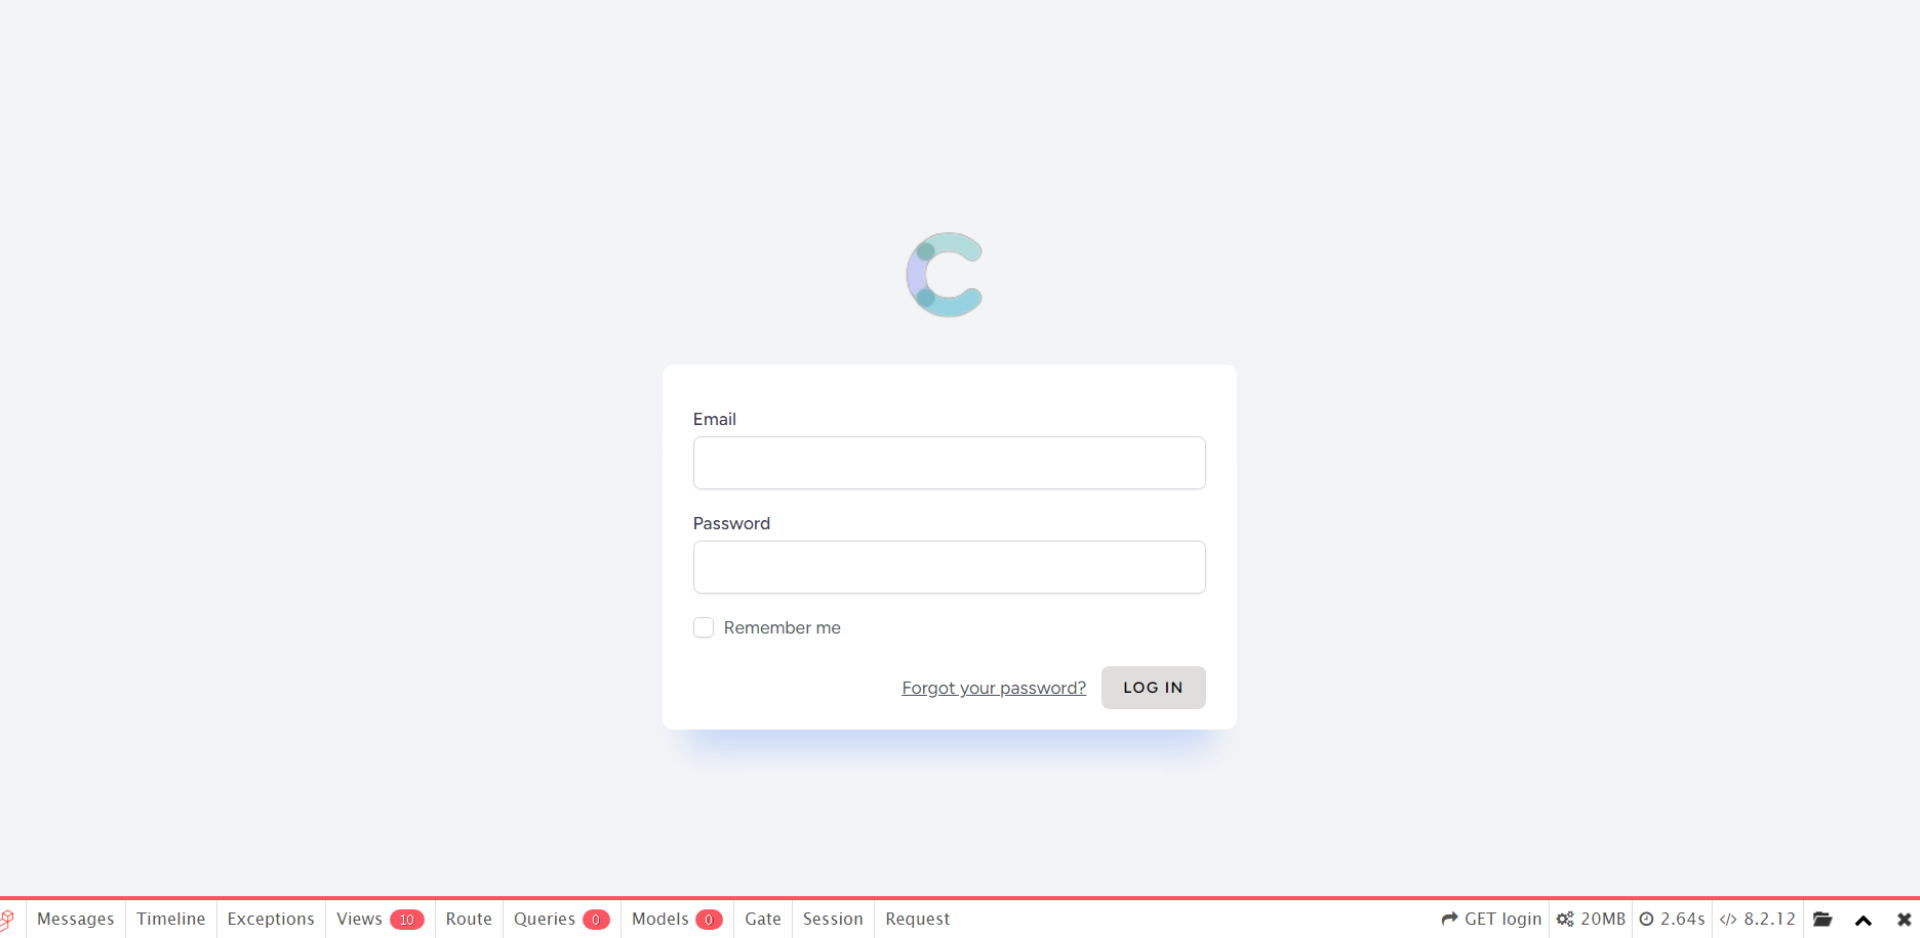 Email
Password
Remember me
Forgot your password? LOG IN
Messages Timeline Exceptions Views 10 Route Queries 0 Models 0 Gate Session Request GET login 20MB 2.64s 8.2.12